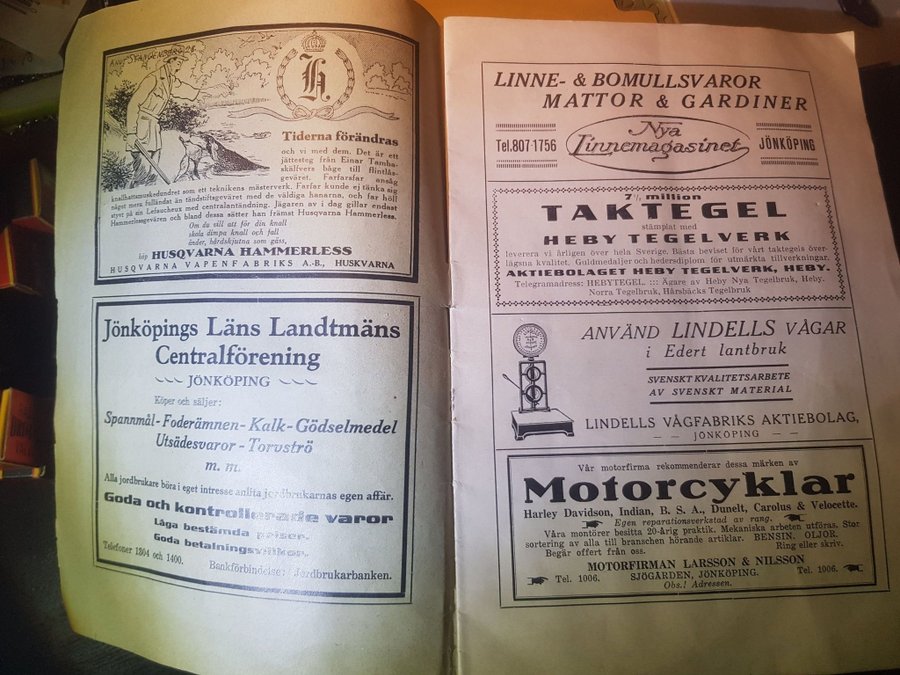 KNUT STANGENBERG 28
H
Tiderna förändras
och vi med dem. Det är ett
jättesteg från Einar Tamba-
skälfvers båge till flintlås-
geväret. Farfarsfar ansåg
knallhattsmuskedundret som ett teknikens mästerverk. Farfar kunde ej tänka sig
något mera fulländat än tändstiftsgeväret med de väldiga hanarna, och far höll
styvt på sin Lefaucheux med centralantändning. Jägaren av i dag gillar endast
Hammerlessgevären och bland dessa sätter han främst Husqvarna Hammerless.
Om du vill att för din knall
skola dimpa knall och fall
änder, hårdskjutna som gäss,
köp HUSQVARNA HAMMERLESS
HUSQVARNA VAPENFABRIKS A.-B., HUSKVARNA
Jönköpings Läns Landtmäns
Centralförening
JÖNKÖPING
Köper och säljer:
Spannmål - Foderämnen - Kalk - Gödselmedel
Utsädesvaror - Torvströ
m. m.
Alla jordbrukare böra i eget intresse anlita jordbrukarnas egen affär.
Goda och kontrollerade varor
Låga bestämda priser.
Goda betalningsvillkor.
Telefoner 1804 och 1400.
Bankförbindelse: Jordbrukarbanken.
LINNE- & BOMULLSVAROR
MATTOR & GARDINER
Tel. 807-1756
Nya
Linnemagasinet
JÖNKÖPING
7½ million
TAKTEGEL
stämplat med
HEBY TEGELVERK
leverera vi årligen över hela Sverige. Bästa beviset för vårt taktegels över-
lägsna kvalitet. Guldmedaljer och hedersdiplom för utmärkta tillverkningar.
AKTIEBOLAGET HEBY TEGELVERK, HEBY.
Telegramadress: HEBYTEGEL ::: Ägare av Heby Nya Tegelbruk, Heby.
Norra Tegelbruk, Hårsbäcks Tegelbruk
ANVÄND LINDELLS VÅGAR
i Edert lantbruk
SVENSKT KVALITETSARBETE
AV SVENSKT MATERIAL
LINDELLS VÅGFABRIKS AKTIEBOLAG,
– – JÖNKÖPING – –
Vår motorfirma rekommenderar dessa märken av
Motorcyklar
Harley Davidson, Indian, B. S. A., Dunelt, Carolus & Velocette.
Egen reparationsverkstad av rang.
Våra montörer besitta 20-årig praktik. Mekaniska arbeten utföras. Stor
sortering av alla till branschen hörande artiklar. BENSIN. OLJOR.
Begär offert från oss. Ring eller skriv.
MOTORFIRMAN LARSSON & NILSSON
Tel. 1006. SJÖGÅRDEN, JÖNKÖPING. Tel. 1006.
Obs.! Adressen.